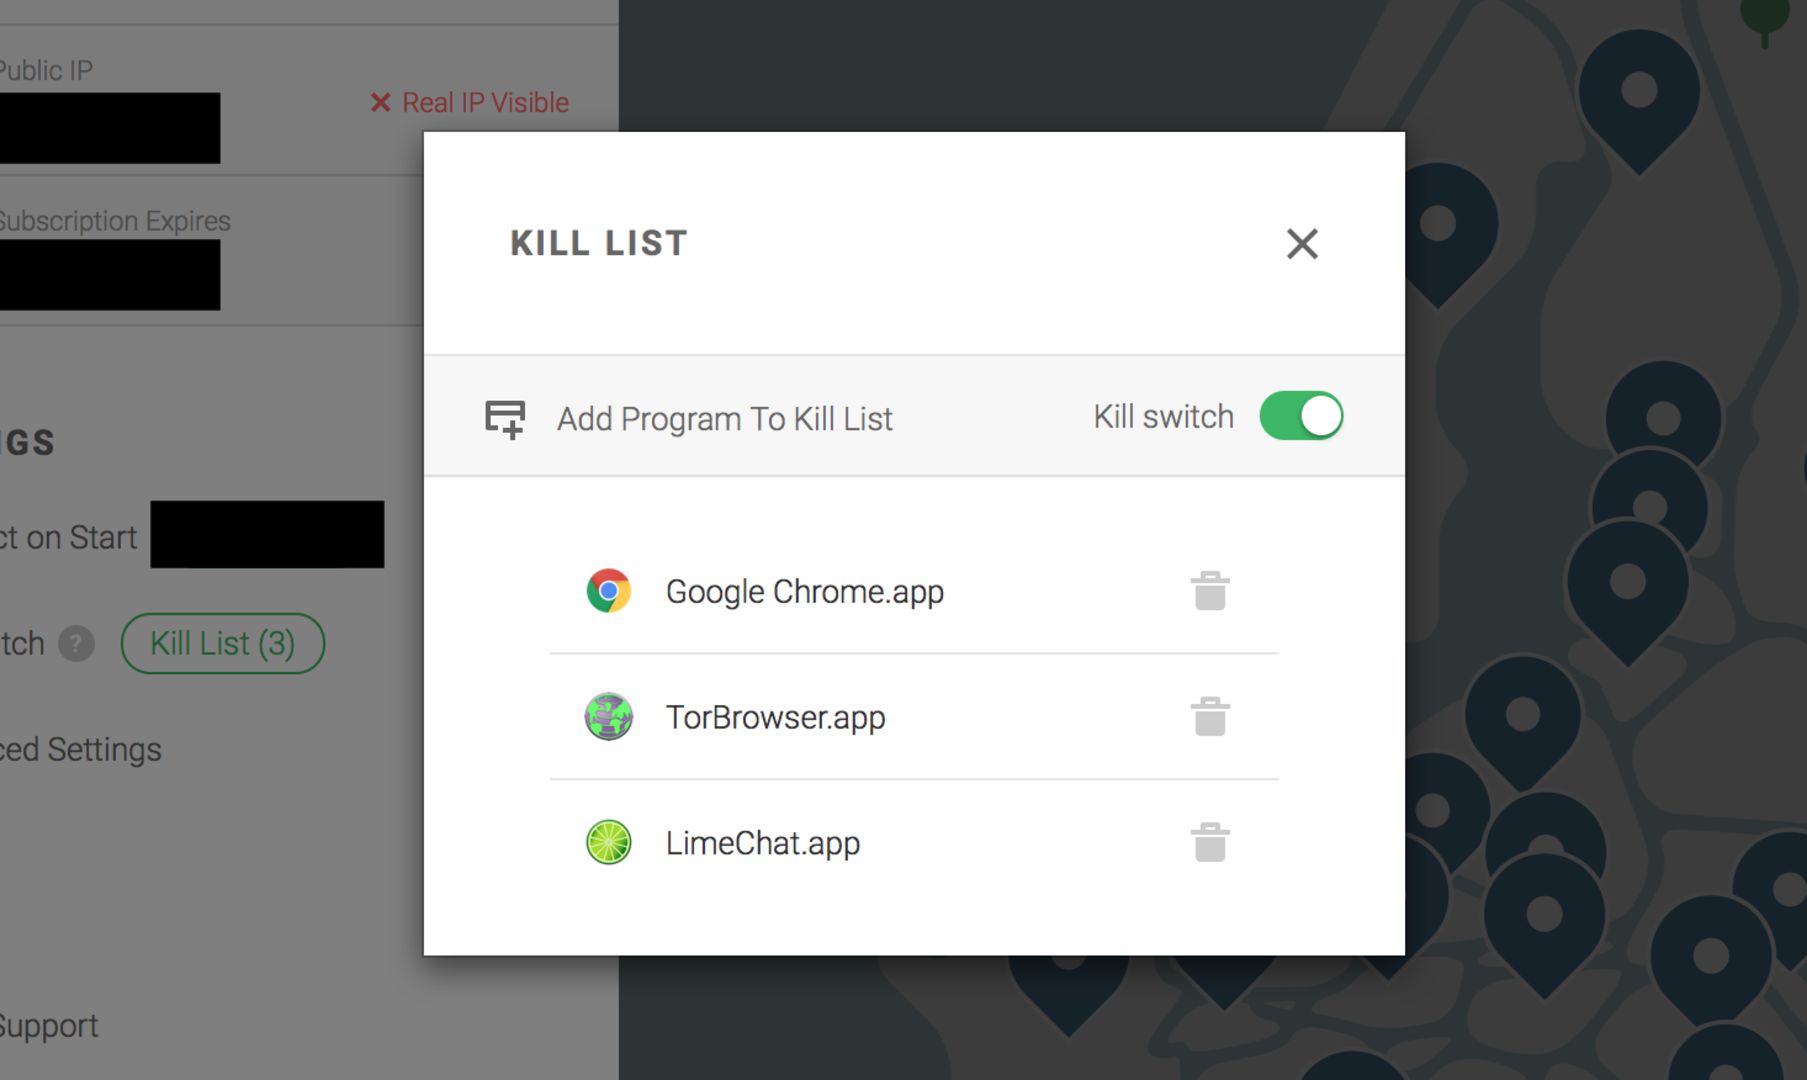 Public IP
Real IP Visible
Subscription Expires
KILL LIST
Add Program To Kill List
Kill switch
GS
ct on Start
Google Chrome.app
tch ? Kill List (3)
TorBrowser.app
ced Settings
LimeChat.app
Support